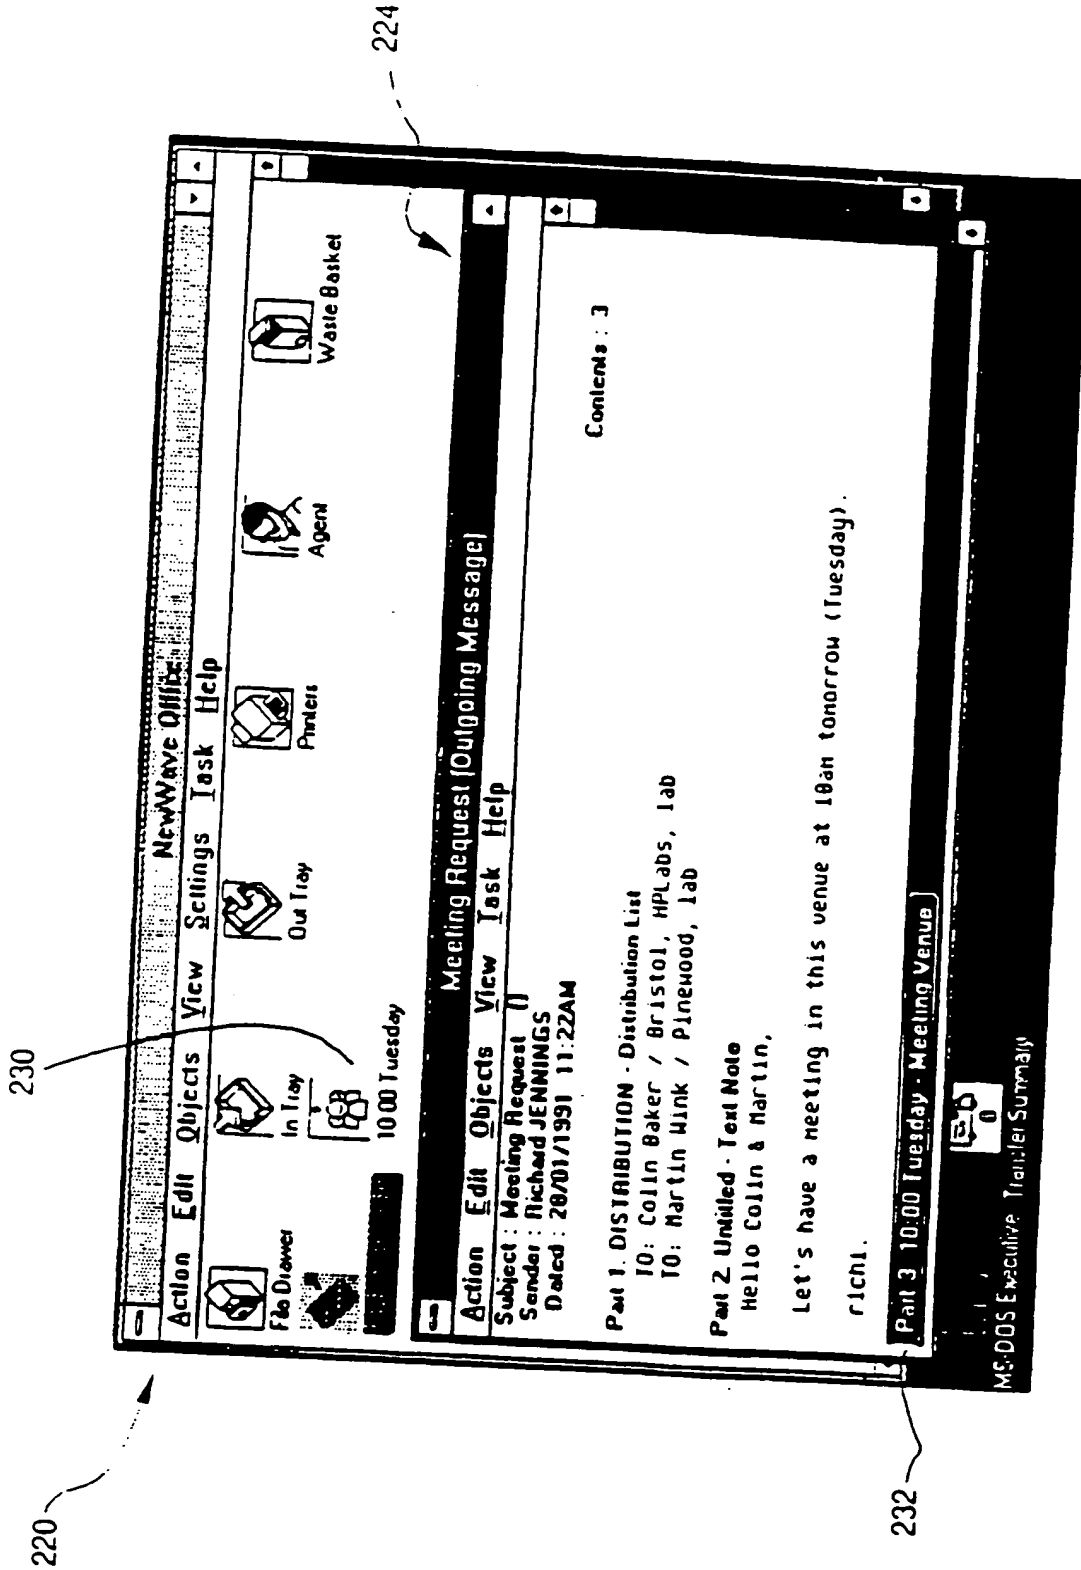 220
230
224
NewWave Office
Action Edit Objects View Settings Task Help
File Drawer
In Tray
Out Tray
Printers
Agent
Waste Basket
10:00 Tuesday
Meeting Request (Outgoing Message)
Action Edit Objects View Task Help
Subject : Meeting Request
Sender : Richard JENNINGS
Dated : 28/01/1991 11:22AM
Contents : 3
Part 1. DISTRIBUTION - Distribution List
TO: Colin Baker / Bristol, HPLabs, lab
TO: Martin Wink / Pinewood, lab
Part 2. Untitled - Text Note
Hello Colin & Martin,
Let's have a meeting in this venue at 10am tomorrow (Tuesday).
richi.
Part 3 10:00 Tuesday - Meeting Venue
0
MS-DOS Executive Transfer Summary
232